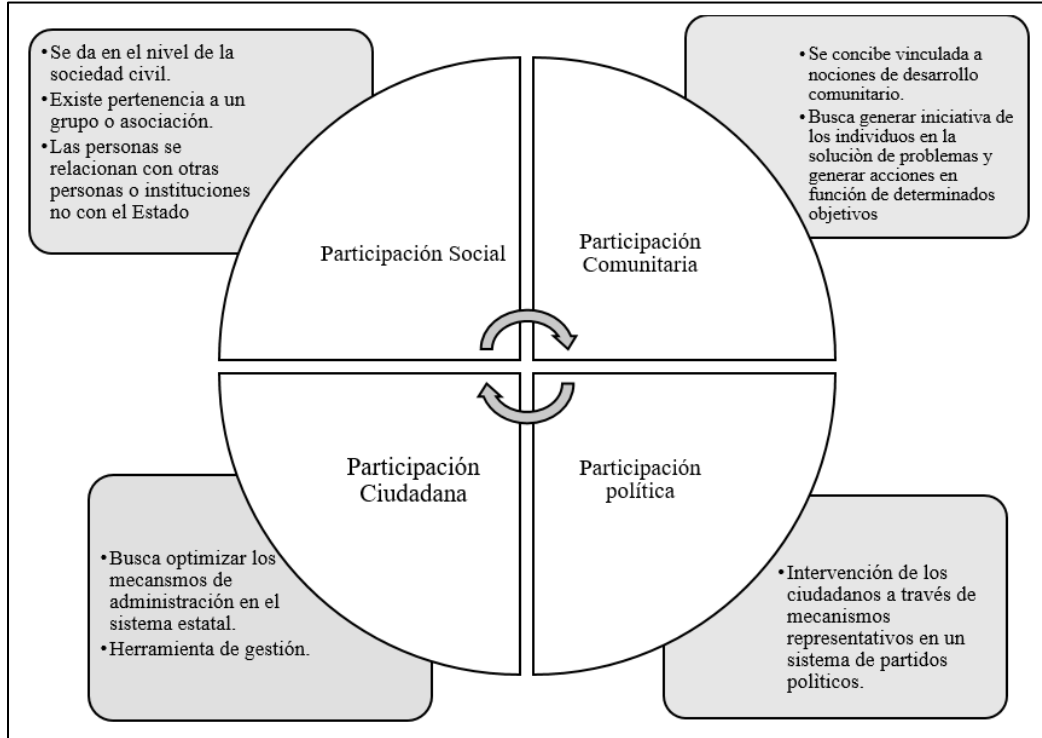 •Se da en el nivel de la
sociedad civil.
•Existe pertenencia a un
grupo o asociación.
•Las personas se
relacionan con otras
personas o instituciones
no con el Estado
•Se concibe vinculada a
nociones de desarrollo
comunitario.
•Busca generar iniciativa de
los individuos en la
soluciòn de problemas y
generar acciones en
función de determinados
objetivos
Participación Social
Participación
Comunitaria
Participación
Ciudadana
Participación
política
•Busca optimizar los
mecansmos de
administración en el
sistema estatal.
•Herramienta de gestión.
•Intervención de los
ciudadanos a través de
mecanismos
representativos en un
sistema de partidos
polìticos.